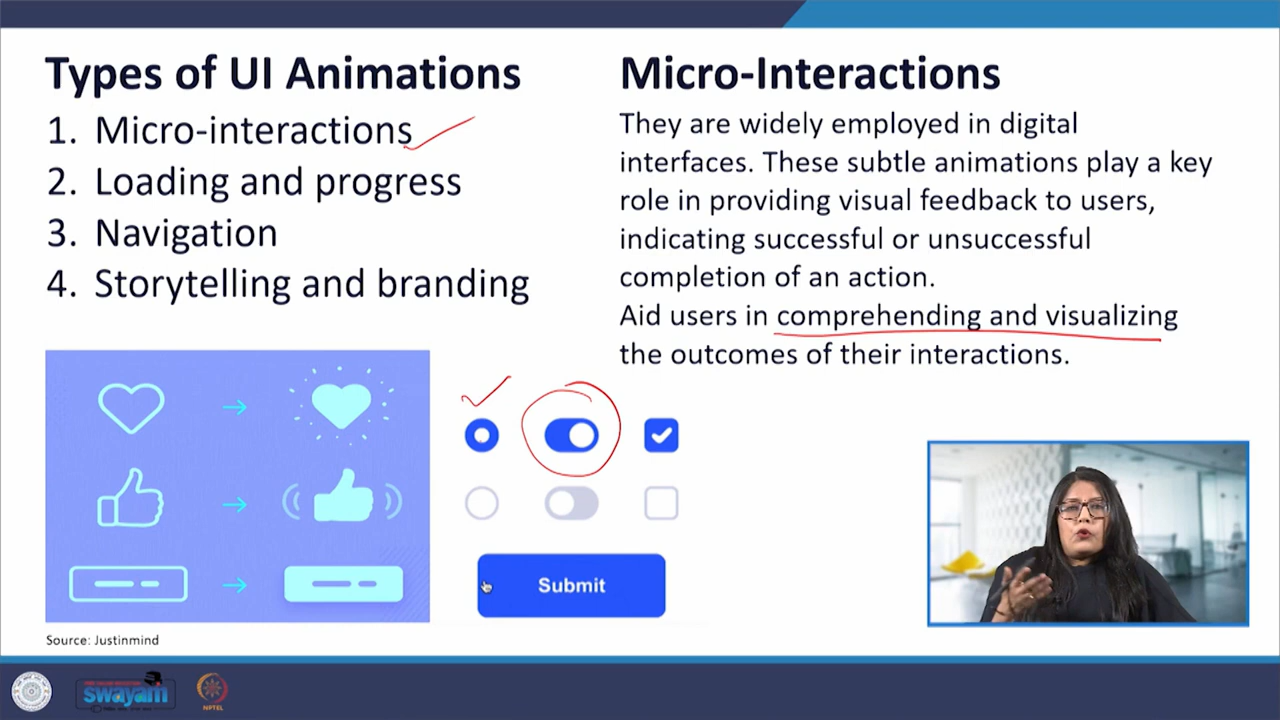 Types of UI Animations
1. Micro-interactions
2. Loading and progress
3. Navigation
4. Storytelling and branding
Micro-Interactions
They are widely employed in digital
interfaces. These subtle animations play a key
role in providing visual feedback to users,
indicating successful or unsuccessful
completion of an action.
Aid users in comprehending and visualizing
the outcomes of their interactions.
Submit
Source: Justinmind
swayam
NPTEL